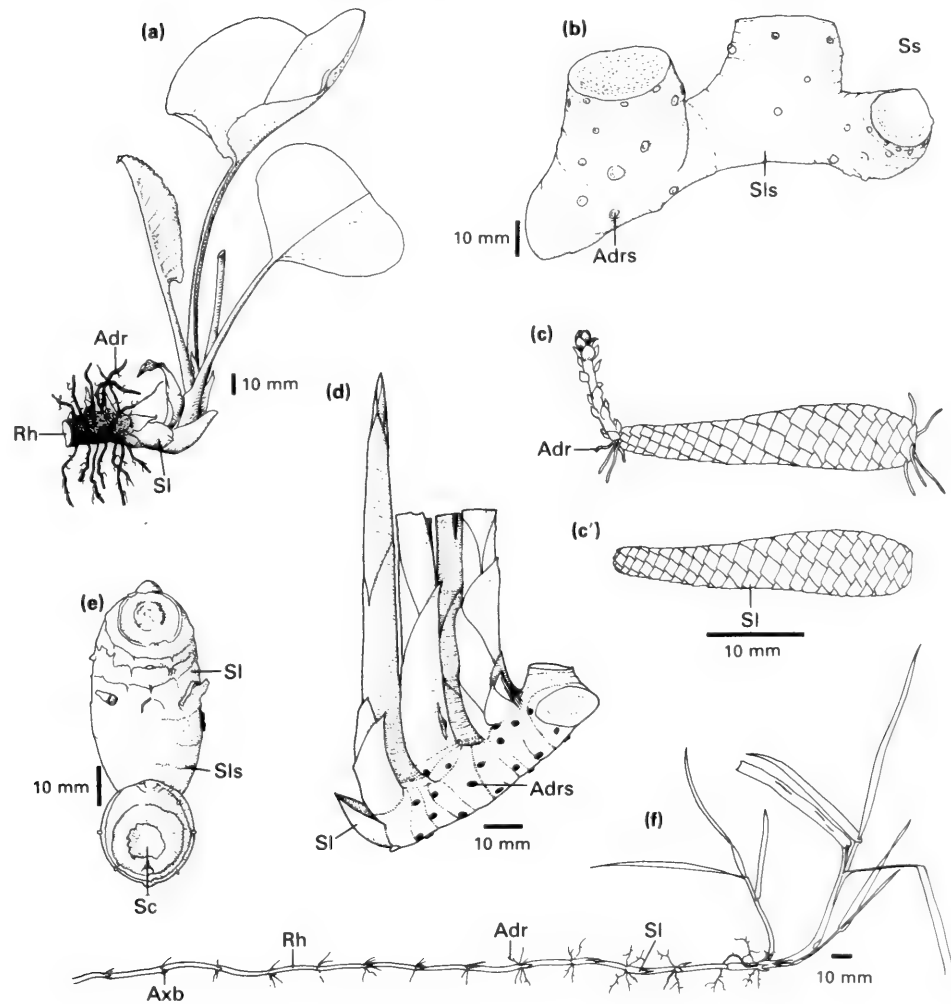 (a)
(b)
Ss
Sls
10 mm
Adrs
Adr
10 mm
Rh
Sl
(c)
Adr
(d)
(c')
Sl
10 mm
(e)
Sl
Sls
10 mm
Sc
Adrs
Sl
10 mm
(f)
Rh
Adr
Sl
10 mm
Axb